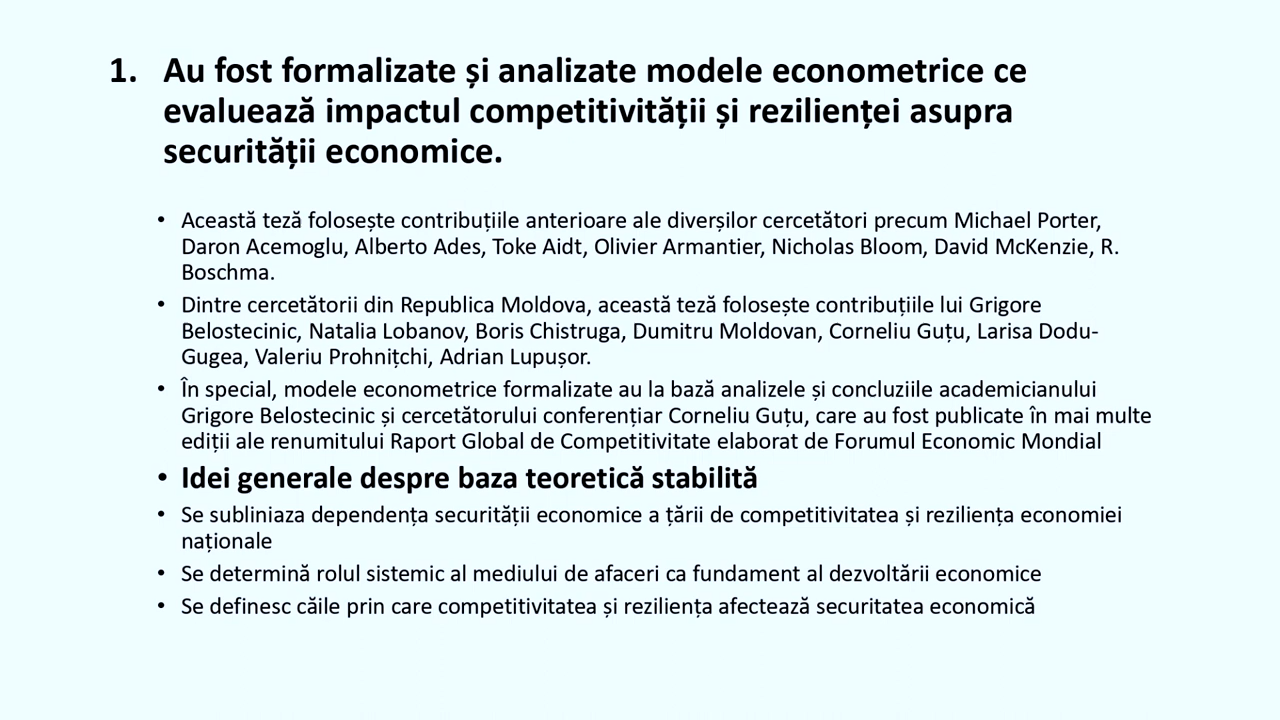 1. Au fost formalizate și analizate modele econometrice ce
evaluează impactul competitivității și rezilienței asupra
securității economice.
• Această teză folosește contribuțiile anterioare ale diverșilor cercetători precum Michael Porter,
Daron Acemoglu, Alberto Ades, Toke Aidt, Olivier Armantier, Nicholas Bloom, David McKenzie, R.
Boschma.
• Dintre cercetătorii din Republica Moldova, această teză folosește contribuțiile lui Grigore
Belostecinic, Natalia Lobanov, Boris Chistruga, Dumitru Moldovan, Corneliu Guțu, Larisa Dodu-
Gugea, Valeriu Prohnițchi, Adrian Lupușor.
• În special, modele econometrice formalizate au la bază analizele și concluziile academicianului
Grigore Belostecinic și cercetătorului conferențiar Corneliu Guțu, care au fost publicate în mai multe
ediții ale renumitului Raport Global de Competitivitate elaborat de Forumul Economic Mondial
• Idei generale despre baza teoretică stabilită
• Se subliniaza dependența securității economice a țării de competitivitatea și reziliența economiei
naționale
• Se determină rolul sistemic al mediului de afaceri ca fundament al dezvoltării economice
• Se definesc căile prin care competitivitatea și reziliența afectează securitatea economică